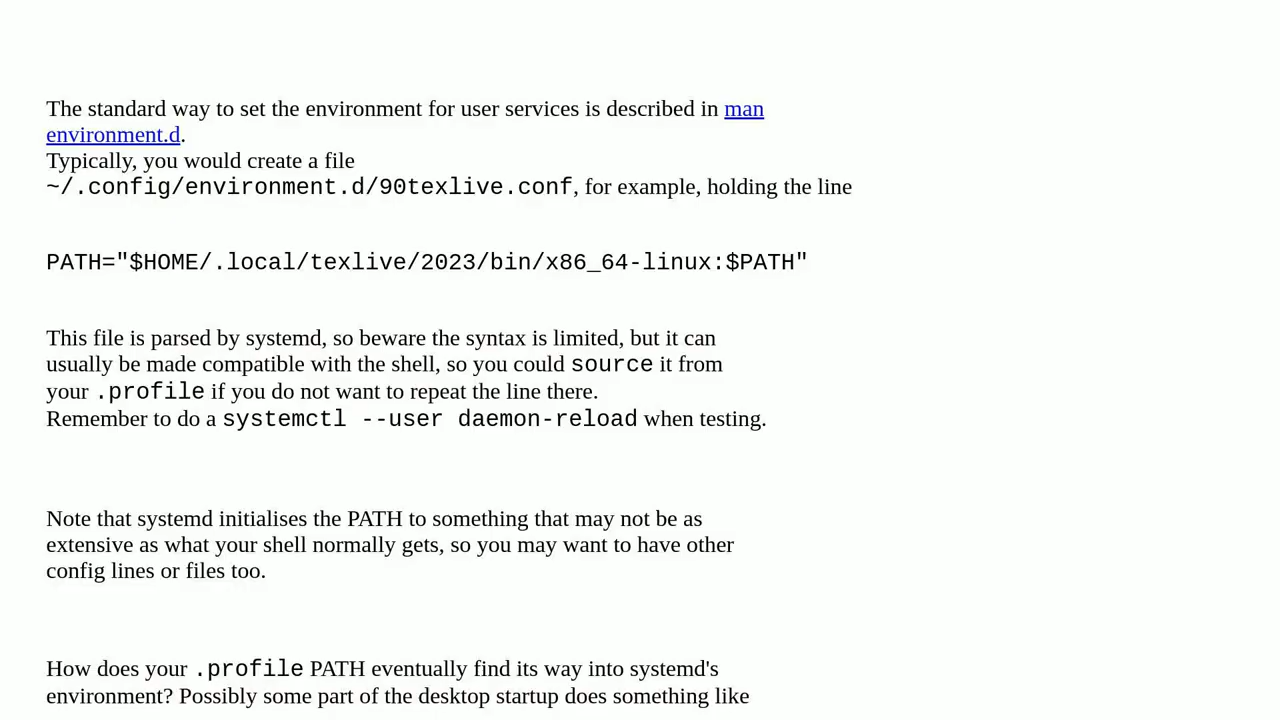 The standard way to set the environment for user services is described in man
environment.d.
Typically, you would create a file
~/.config/environment.d/90texlive.conf, for example, holding the line
PATH="$HOME/.local/texlive/2023/bin/x86_64-linux:$PATH"
This file is parsed by systemd, so beware the syntax is limited, but it can
usually be made compatible with the shell, so you could source it from
your .profile if you do not want to repeat the line there.
Remember to do a systemctl --user daemon-reload when testing.
Note that systemd initialises the PATH to something that may not be as
extensive as what your shell normally gets, so you may want to have other
config lines or files too.
How does your .profile PATH eventually find its way into systemd's
environment? Possibly some part of the desktop startup does something like